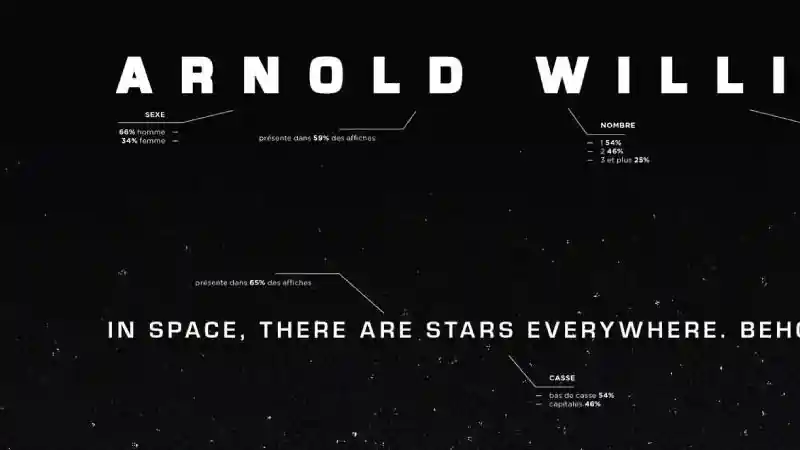 ARNOLD WILLI
SEXE
66% homme
34% femme
présente dans 59% des affiches
NOMBRE
1 54%
2 46%
3 et plus 25%
présente dans 65% des affiches
IN SPACE, THERE ARE STARS EVERYWHERE. BEHO
CASSE
bas de casse 54%
capitales 46%